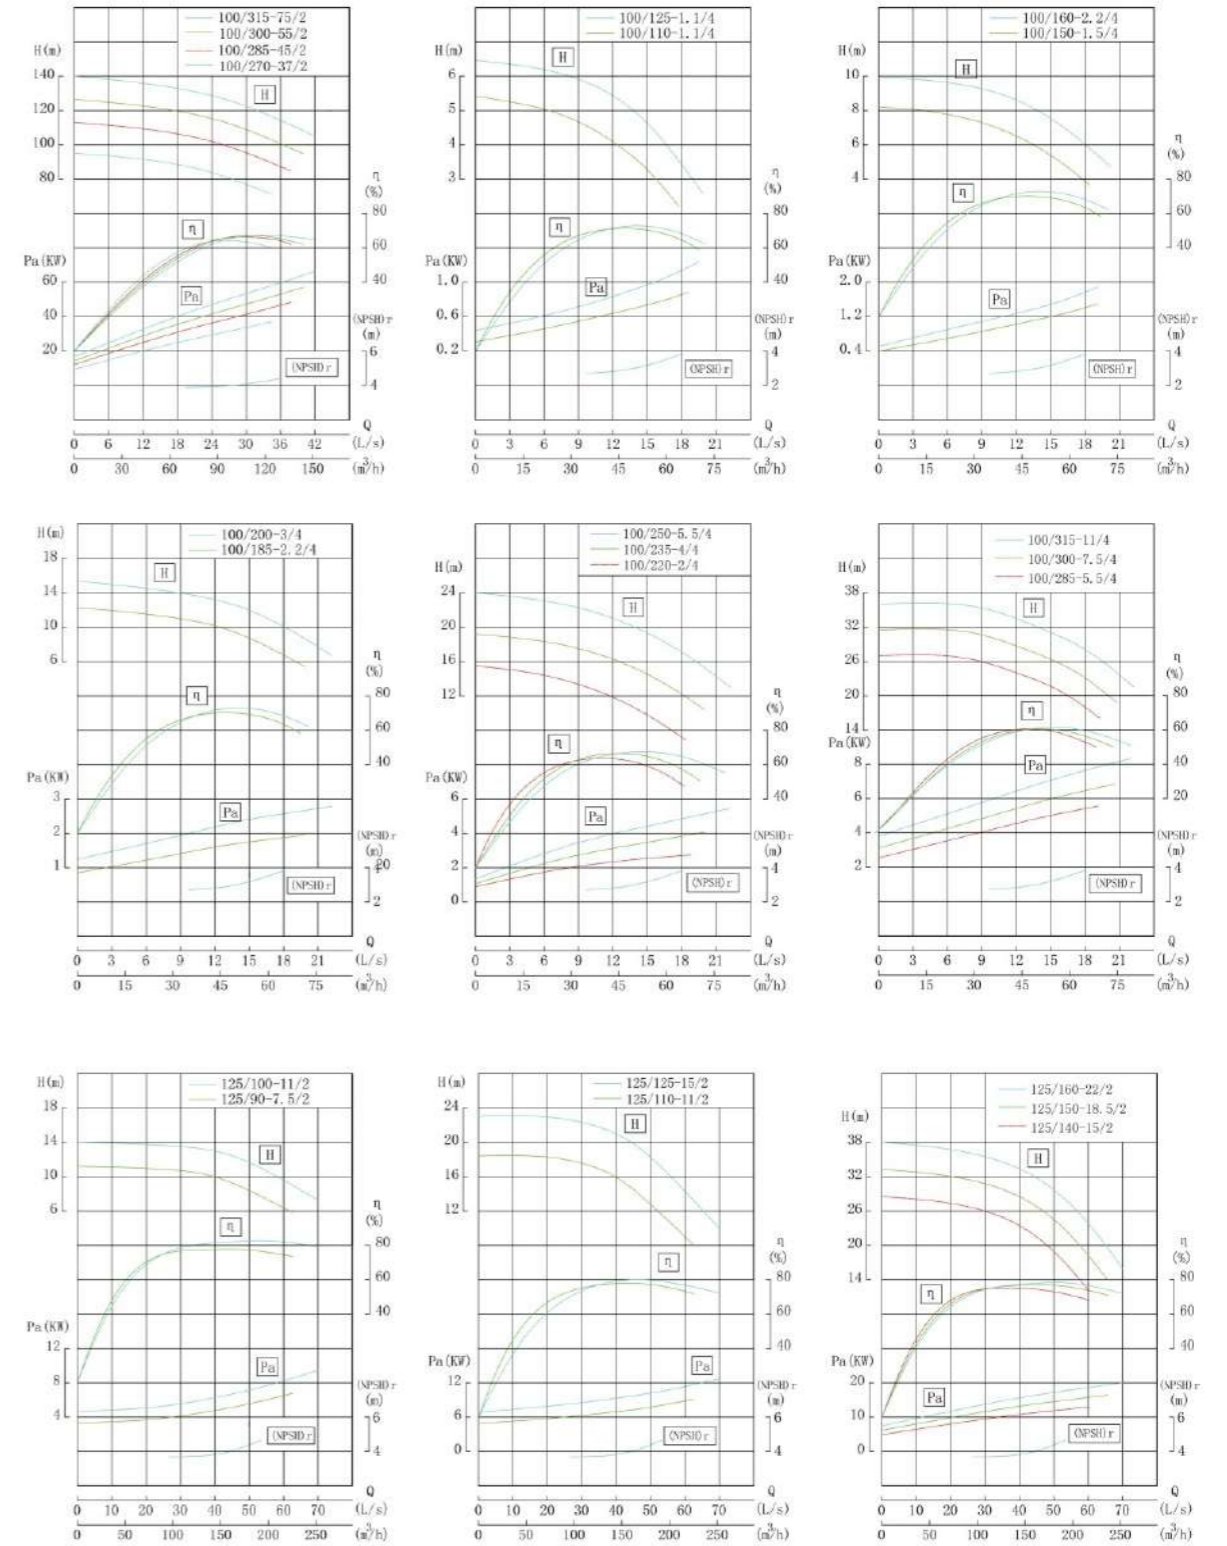 100/315-75/2
100/300-55/2
100/285-45/2
100/270-37/2
H(m)
140
120
100
80
H
η
(%)
80
60
40
η
Pa(KW)
60
40
20
Pa
(NPSH)r
(m)
6
4
(NPSH)r
Q
0 6 12 18 24 30 36 42 (L/s)
0 30 60 90 120 150 (m³/h)
100/125-1.1/4
100/110-1.1/4
H(m)
6
5
4
3
H
η
(%)
80
60
40
η
Pa(KW)
1.0
0.6
0.2
Pa
(NPSH)r
(m)
4
2
(NPSH)r
Q
0 3 6 9 12 15 18 21 (L/s)
0 15 30 45 60 75 (m³/h)
100/160-2.2/4
100/150-1.5/4
H(m)
10
8
6
4
H
η
(%)
80
60
40
η
Pa(KW)
2.0
1.2
0.4
Pa
(NPSH)r
(m)
4
2
(NPSH)r
Q
0 3 6 9 12 15 18 21 (L/s)
0 15 30 45 60 75 (m³/h)
100/200-3/4
100/185-2.2/4
H(m)
18
14
10
6
H
η
(%)
80
60
40
η
Pa(KW)
3
2
1
Pa
(NPSH)r
(m)
20
4
2
(NPSH)r
Q
0 3 6 9 12 15 18 21 (L/s)
0 15 30 45 60 75 (m³/h)
100/250-5.5/4
100/235-4/4
100/220-2/4
H(m)
24
20
16
12
H
η
(%)
80
60
40
η
Pa(KW)
6
4
2
0
Pa
(NPSH)r
(m)
4
2
(NPSH)r
Q
0 3 6 9 12 15 18 21 (L/s)
0 15 30 45 60 75 (m³/h)
100/315-11/4
100/300-7.5/4
100/285-5.5/4
H(m)
38
32
26
20
14
H
η
(%)
80
60
40
20
η
Pa(KW)
8
6
4
2
Pa
(NPSH)r
(m)
4
2
(NPSH)r
Q
0 3 6 9 12 15 18 21 (L/s)
0 15 30 45 60 75 (m³/h)
125/100-11/2
125/90-7.5/2
H(m)
18
14
10
6
H
η
(%)
80
60
40
η
Pa(KW)
12
8
4
Pa
(NPSH)r
(m)
6
4
(NPSH)r
Q
0 10 20 30 40 50 60 70 (L/s)
0 50 100 150 200 250 (m³/h)
125/125-15/2
125/110-11/2
H(m)
24
20
16
12
H
η
(%)
80
60
40
η
Pa(KW)
12
6
0
Pa
(NPSH)r
(m)
6
4
(NPSH)r
Q
0 10 20 30 40 50 60 70 (L/s)
0 50 100 150 200 250 (m³/h)
125/160-22/2
125/150-18.5/2
125/140-15/2
H(m)
38
32
26
20
14
H
η
(%)
80
60
40
η
Pa(KW)
20
10
0
Pa
(NPSH)r
(m)
6
4
(NPSH)r
Q
0 10 20 30 40 50 60 70 (L/s)
0 50 100 150 200 250 (m³/h)